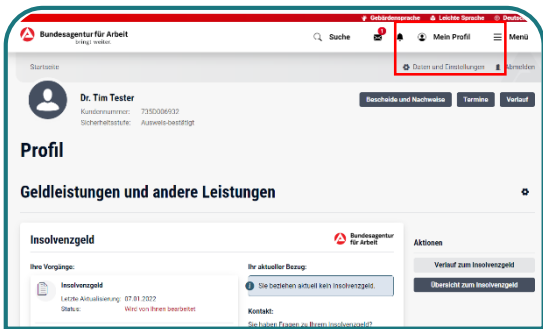 Gebärdensprache Leichte Sprache Deutsch
Bundesagentur für Arbeit
bringt weiter.
Suche
Mein Profil
Menü
Startseite
Daten und Einstellungen
Abmelden
Dr. Tim Tester
Kundennummer: 735D006932
Sicherheitsstufe: Ausweis-bestätigt
Bescheide und Nachweise
Termine
Verlauf
Profil
Geldleistungen und andere Leistungen
Insolvenzgeld
Bundesagentur
für Arbeit
Ihre Vorgänge:
Insolvenzgeld
Letzte Aktualisierung: 07.01.2022
Status: Wird von Ihnen bearbeitet
Ihr aktueller Bezug:
Sie beziehen aktuell kein Insolvenzgeld.
Kontakt:
Sie haben Fragen zu Ihrem Insolvenzgeld?
Aktionen
Verlauf zum Insolvenzgeld
Übersicht zum Insolvenzgeld